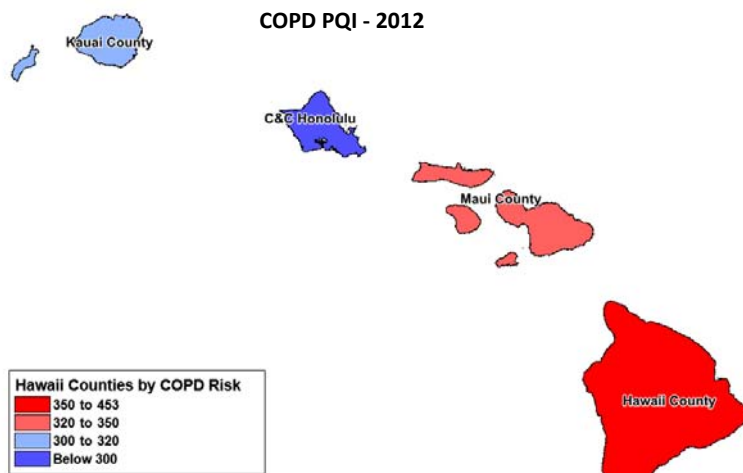 COPD PQI - 2012
Kauai County
C&C Honolulu
Maui County
Hawaii County
Hawaii Counties by COPD Risk
350 to 453
320 to 350
300 to 320
Below 300